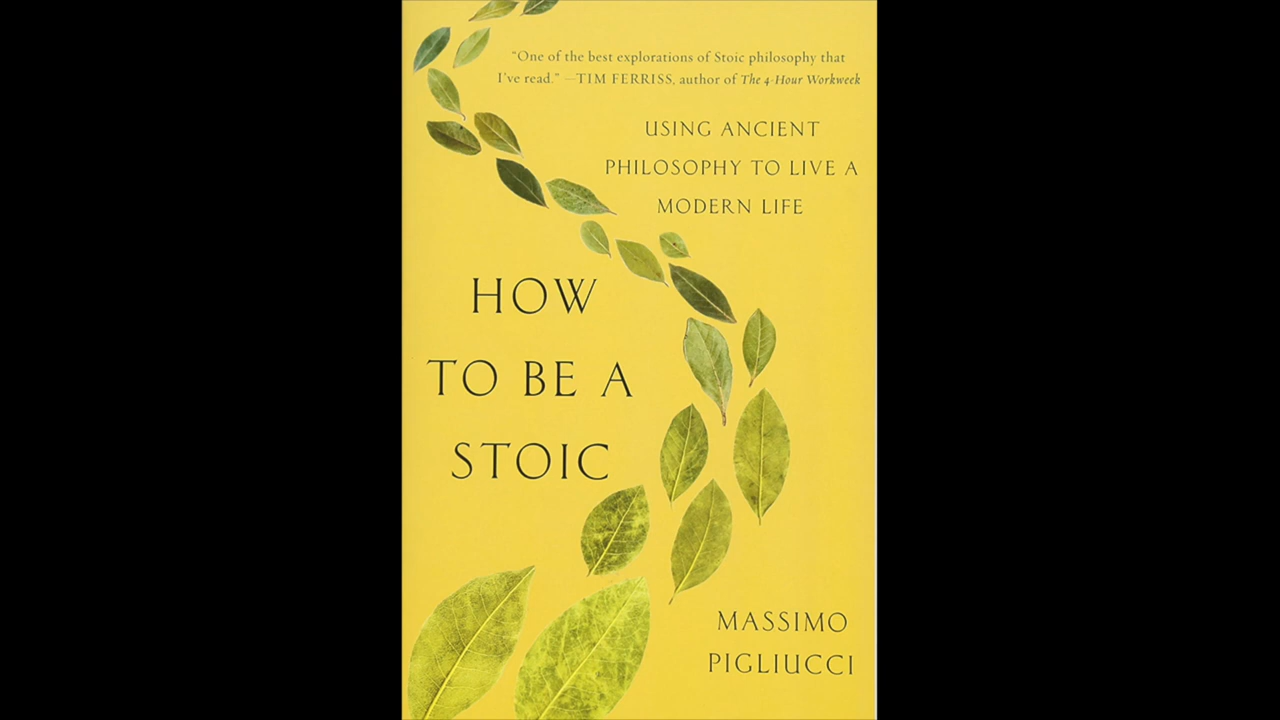 “One of the best explorations of Stoic philosophy that
I’ve read.” —TIM FERRISS, author of The 4-Hour Workweek
USING ANCIENT
PHILOSOPHY TO LIVE A
MODERN LIFE
HOW
TO BE A
STOIC
MASSIMO
PIGLIUCCI